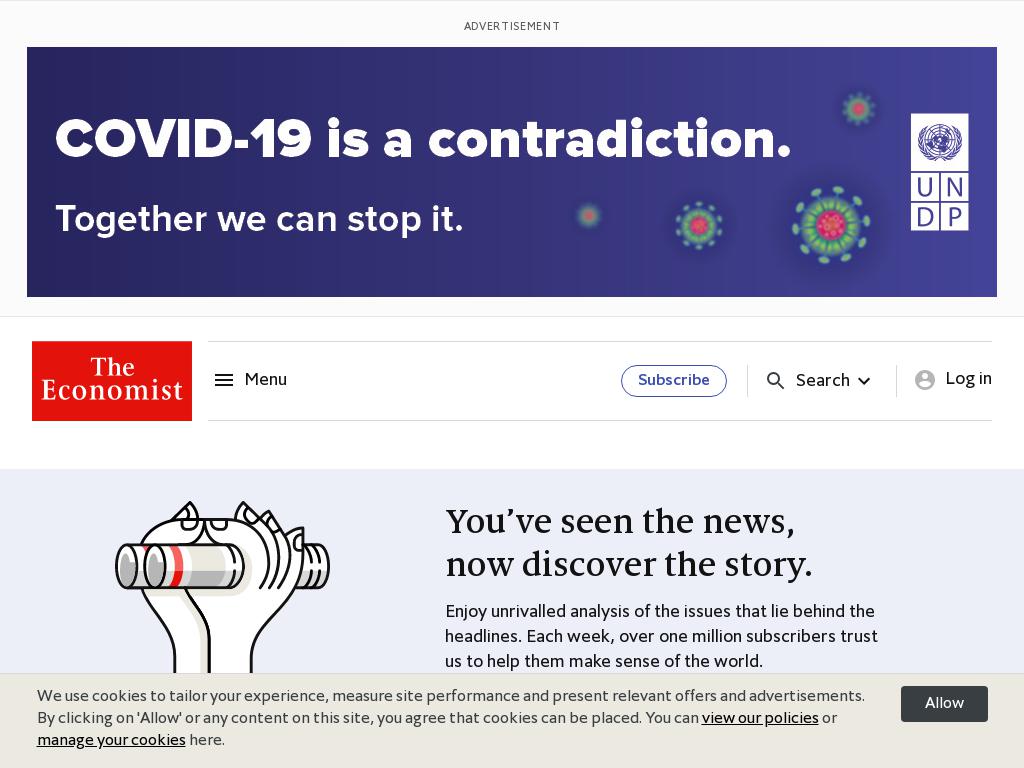 ADVERTISEMENT
COVID-19 is a contradiction.
Together we can stop it.
U N
D P
The
Economist
Menu
Subscribe
Search
Log in
You’ve seen the news,
now discover the story.
Enjoy unrivalled analysis of the issues that lie behind the
headlines. Each week, over one million subscribers trust
us to help them make sense of the world.
We use cookies to tailor your experience, measure site performance and present relevant offers and advertisements.
By clicking on 'Allow' or any content on this site, you agree that cookies can be placed. You can view our policies or
manage your cookies here.
Allow